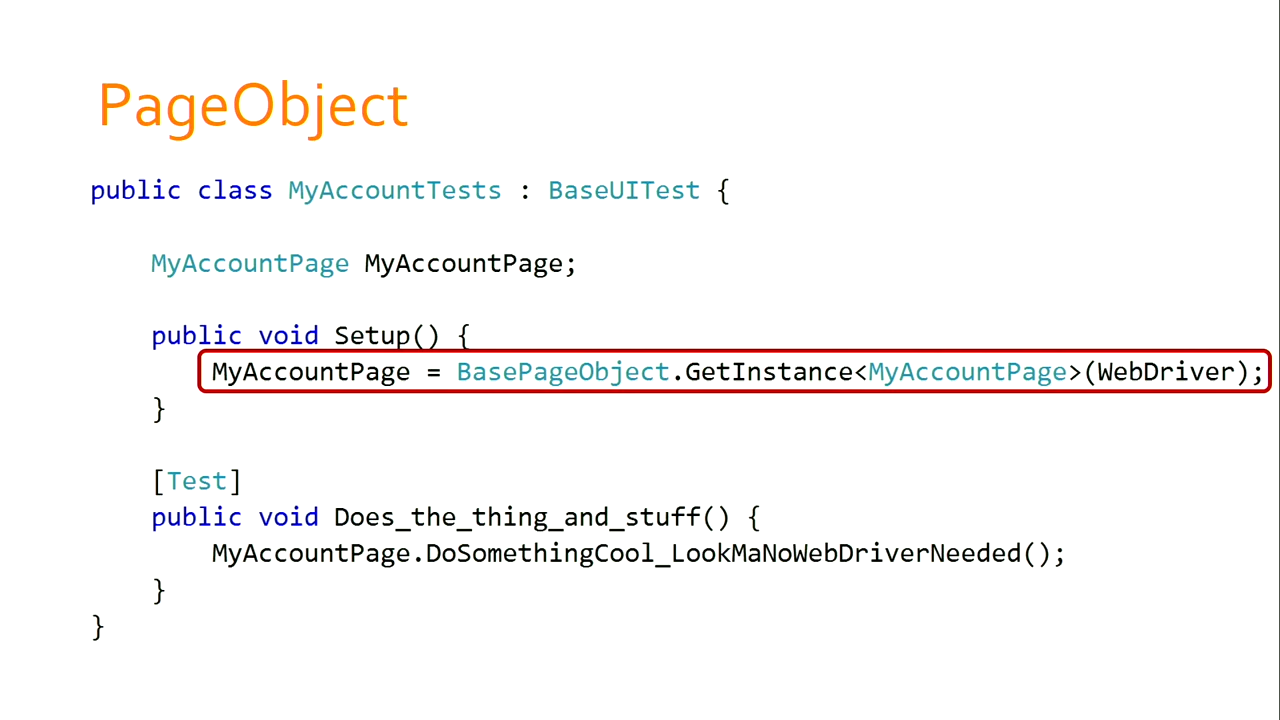 PageObject
public class MyAccountTests : BaseUITest {
MyAccountPage MyAccountPage;
public void Setup() {
MyAccountPage = BasePageObject.GetInstance<MyAccountPage>(WebDriver);
}
[Test]
public void Does_the_thing_and_stuff() {
MyAccountPage.DoSomethingCool_LookMaNoWebDriverNeeded();
}
}